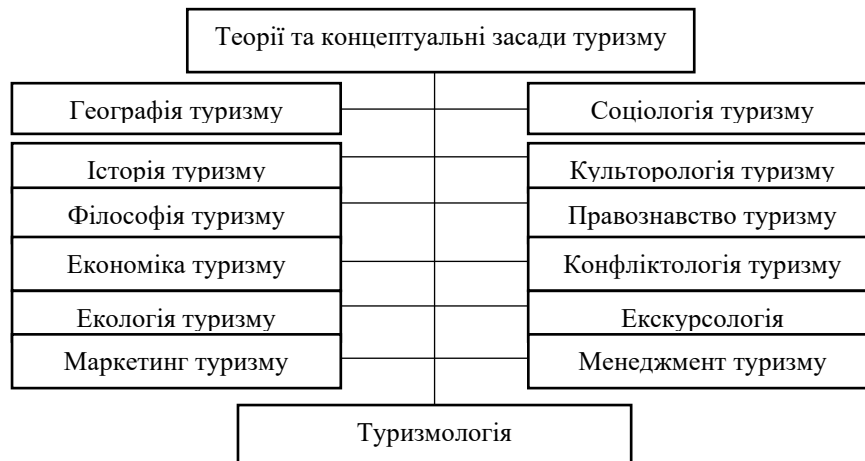 Теорії та концептуальні засади туризму
Географія туризму
Соціологія туризму
Історія туризму
Культорологія туризму
Філософія туризму
Правознавство туризму
Економіка туризму
Конфліктологія туризму
Екологія туризму
Екскурсологія
Маркетинг туризму
Менеджмент туризму
Туризмологія